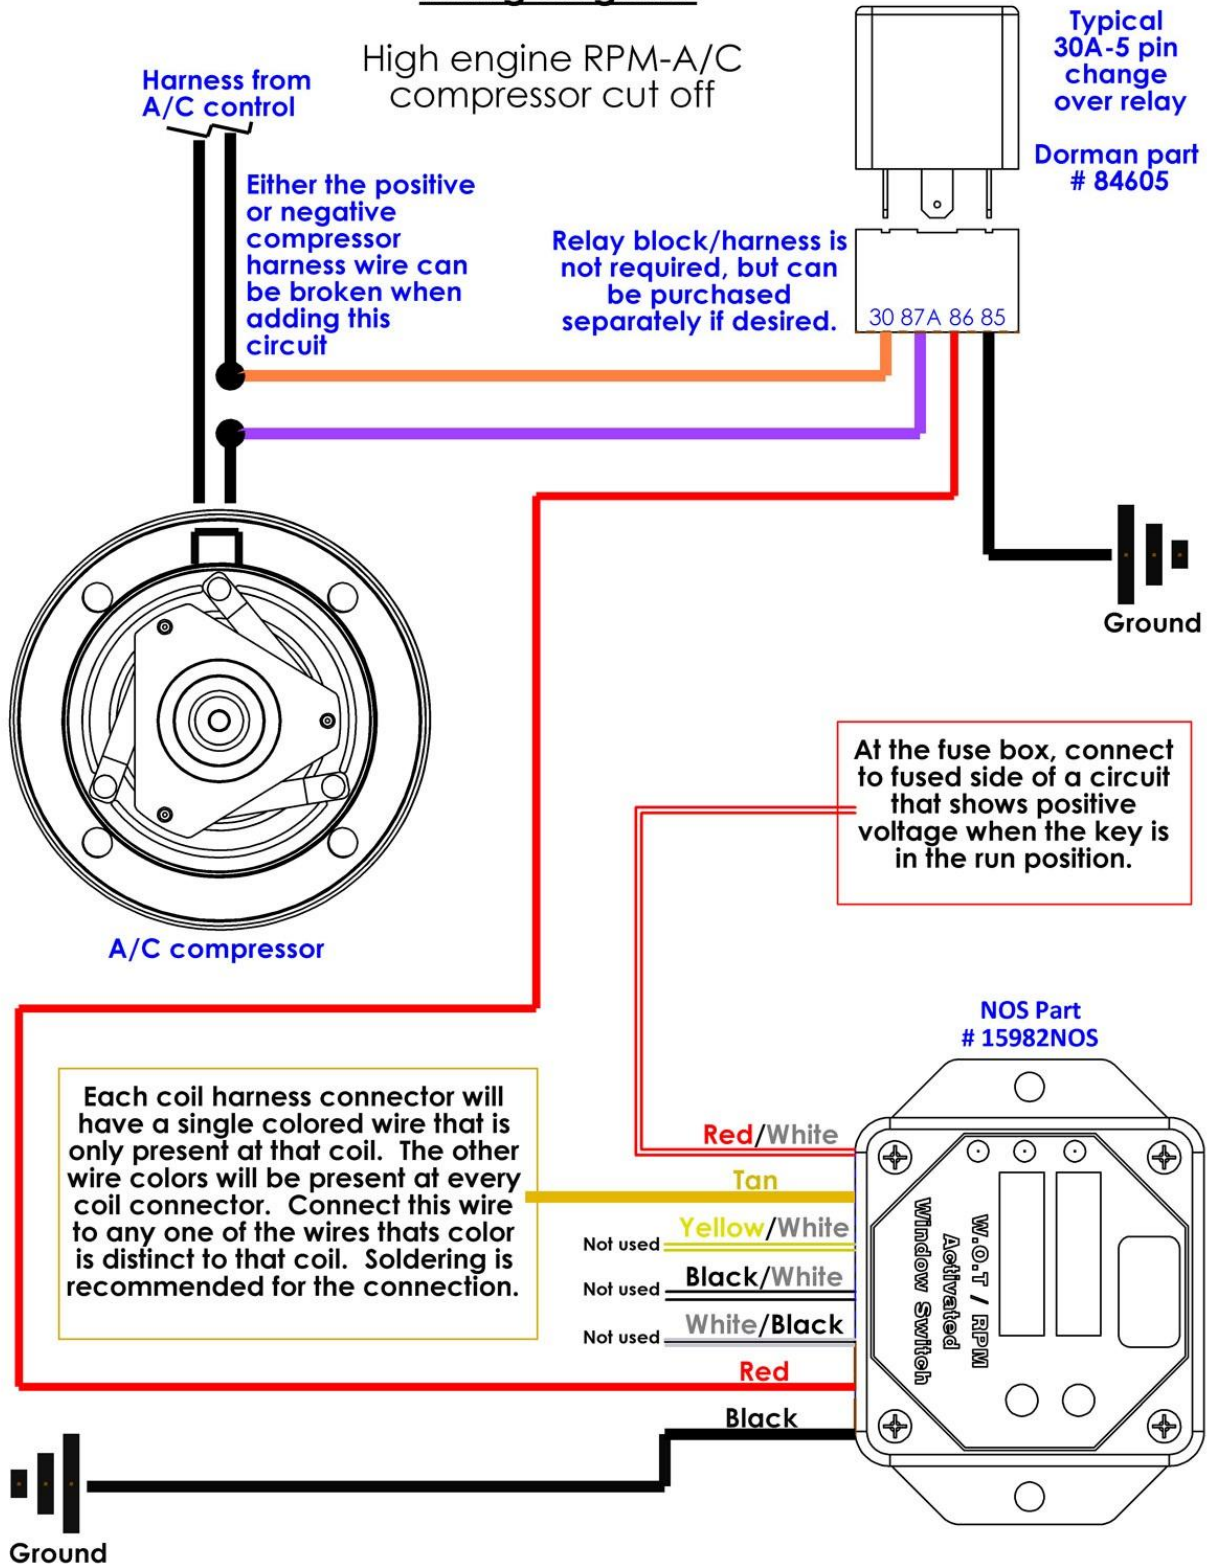 High engine RPM-A/C
compressor cut off
Harness from
A/C control
Either the positive
or negative
compressor
harness wire can
be broken when
adding this
circuit
Relay block/harness is
not required, but can
be purchased
separately if desired.
Typical
30A-5 pin
change
over relay
Dorman part
# 84605
30 87A 86 85
Ground
At the fuse box, connect
to fused side of a circuit
that shows positive
voltage when the key is
in the run position.
A/C compressor
NOS Part
# 15982NOS
Each coil harness connector will
have a single colored wire that is
only present at that coil. The other
wire colors will be present at every
coil connector. Connect this wire
to any one of the wires thats color
is distinct to that coil. Soldering is
recommended for the connection.
Red/White
Tan
Yellow/White
Not used
Black/White
Not used
White/Black
Not used
Red
Black
W.O.T / RPM
Activated
Window Switch
Ground